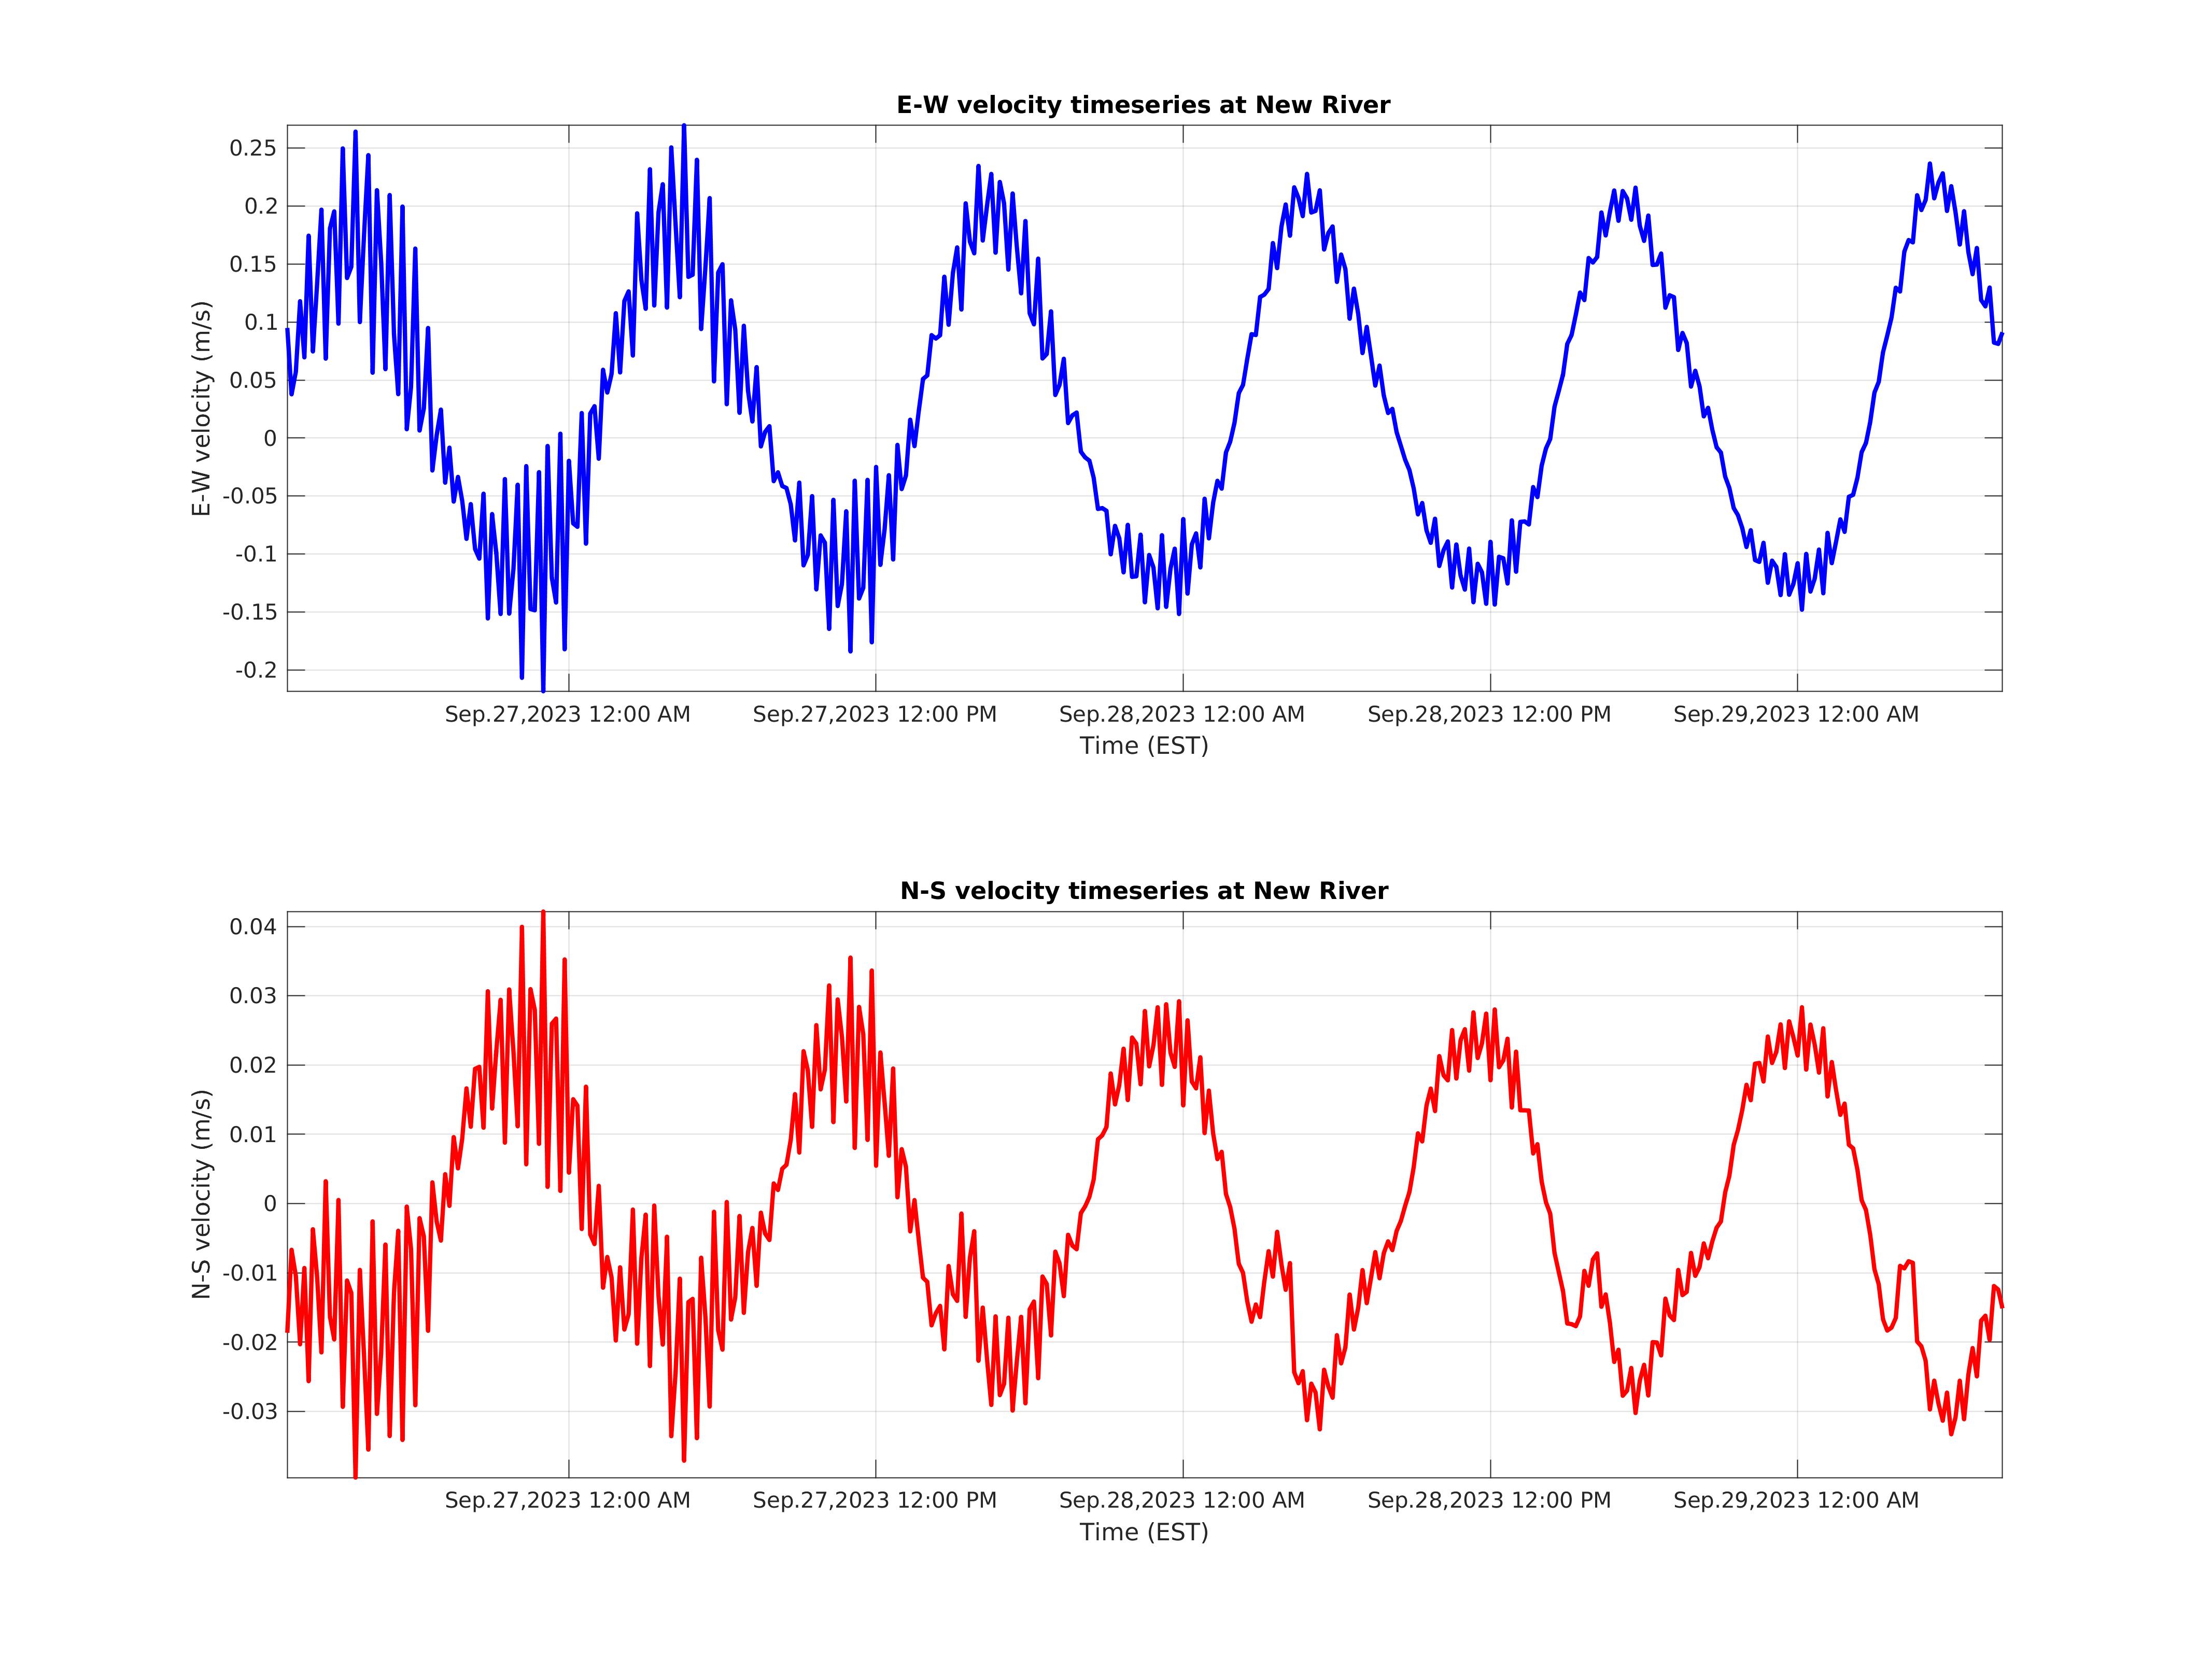 E-W velocity timeseries at New River
E-W velocity (m/s)
0.25
0.2
0.15
0.1
0.05
0
-0.05
-0.1
-0.15
-0.2
Sep.27,2023 12:00 AM Sep.27,2023 12:00 PM Sep.28,2023 12:00 AM Sep.28,2023 12:00 PM Sep.29,2023 12:00 AM
Time (EST)
N-S velocity timeseries at New River
N-S velocity (m/s)
0.04
0.03
0.02
0.01
0
-0.01
-0.02
-0.03
Sep.27,2023 12:00 AM Sep.27,2023 12:00 PM Sep.28,2023 12:00 AM Sep.28,2023 12:00 PM Sep.29,2023 12:00 AM
Time (EST)